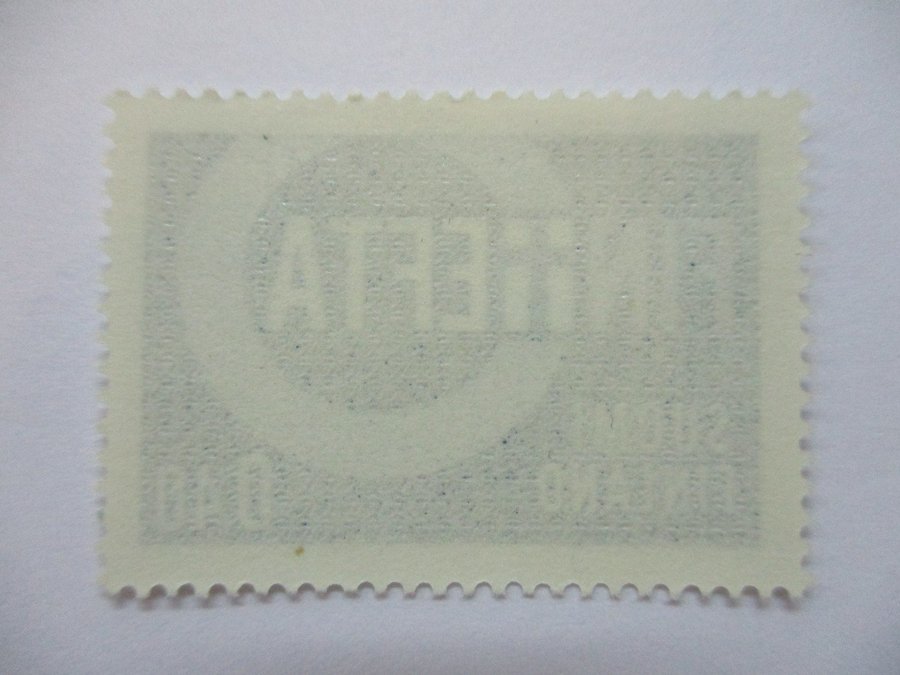 FINEFTA
SUOMI
FINLAND 0,40